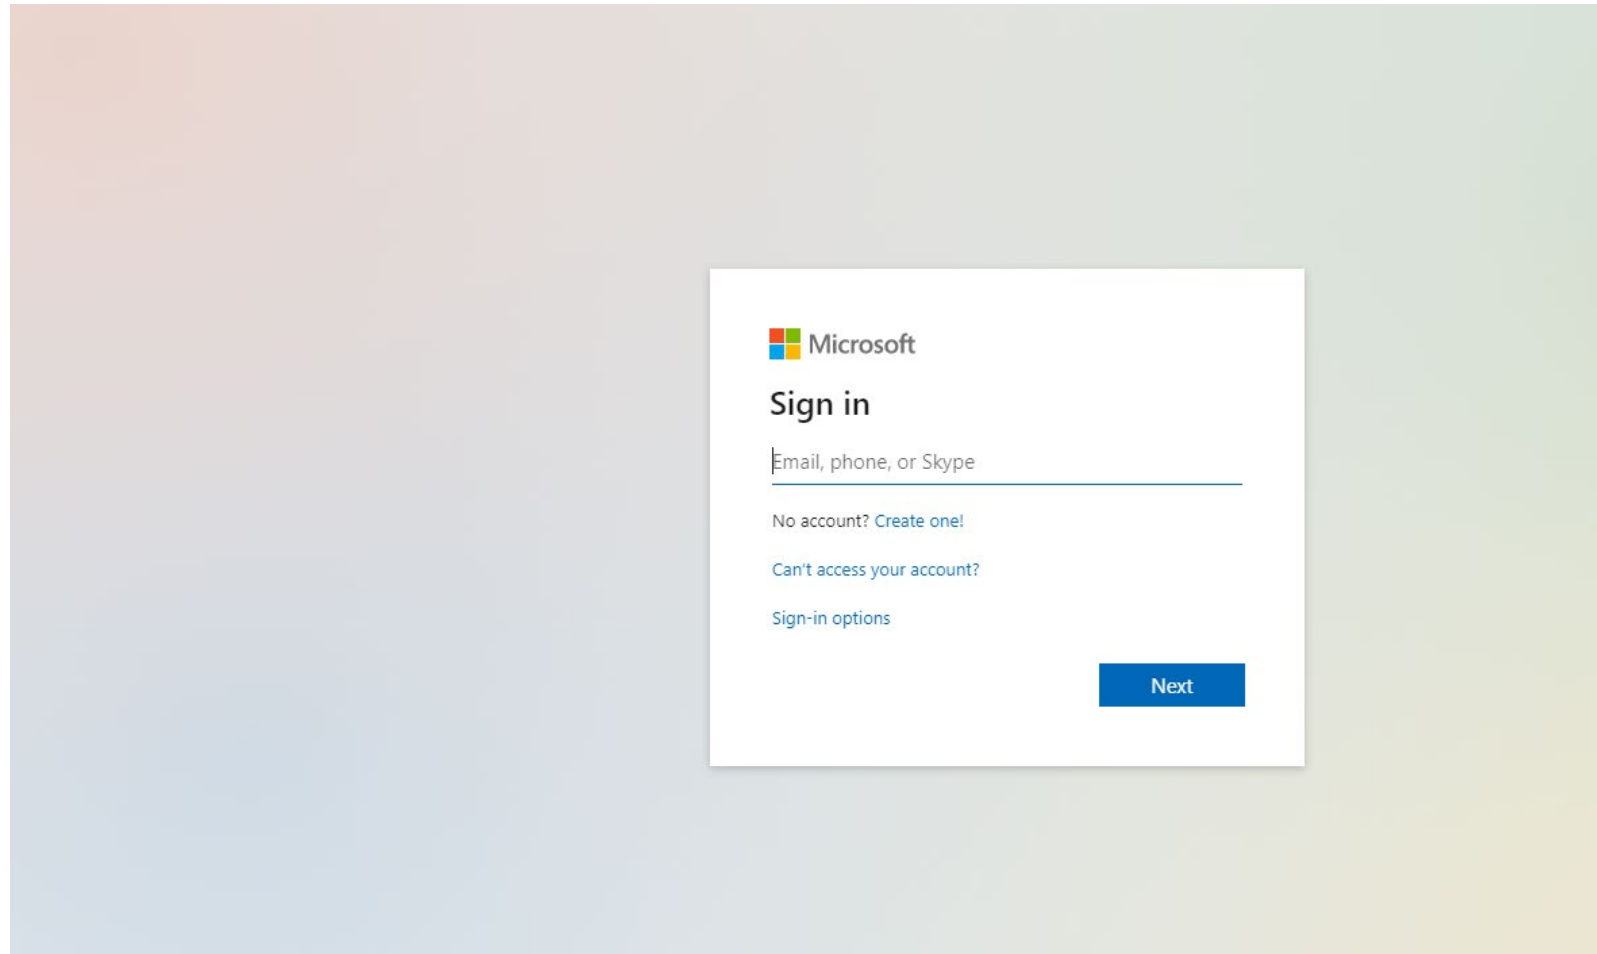 Microsoft
Sign in
Email, phone, or Skype
No account? Create one!
Can't access your account?
Sign-in options
Next